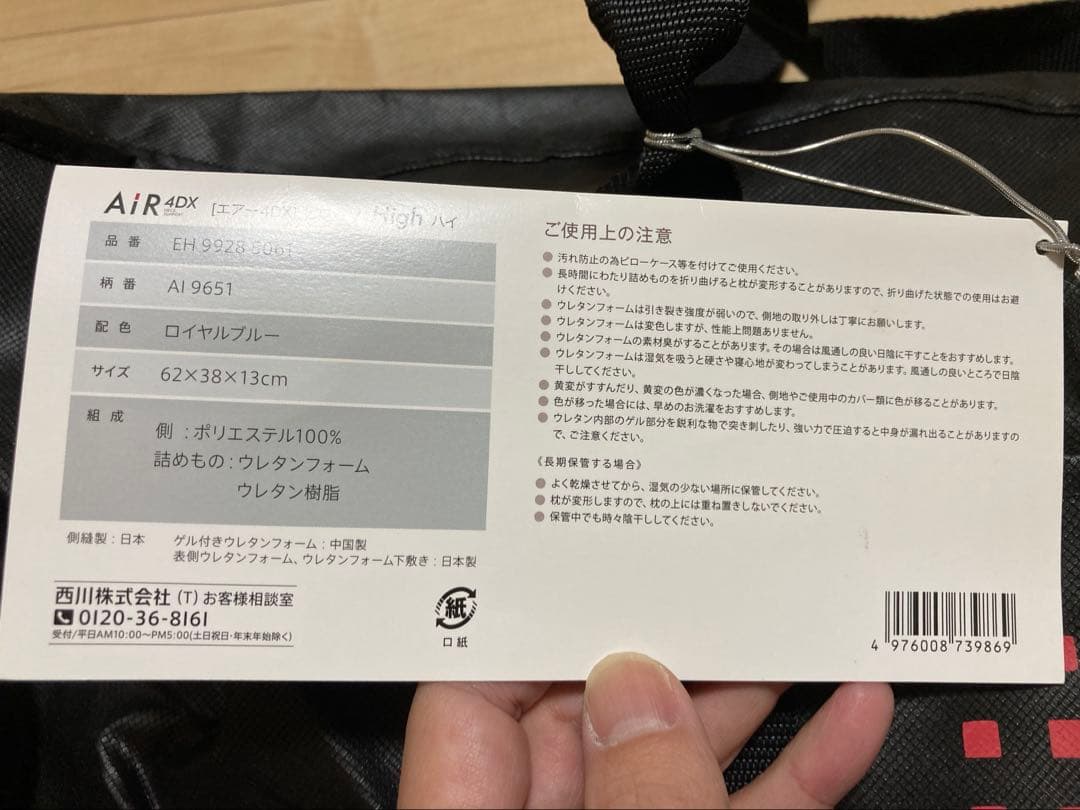 AiR 4DX
[エアー4DX] High ハイ
品番 EH 9928 6061
柄番 AI 9651
配色 ロイヤルブルー
サイズ 62×38×13cm
組成 側：ポリエステル100%
詰めもの：ウレタンフォーム
ウレタン樹脂
側縫製：日本 ゲル付きウレタンフォーム：中国製
表側ウレタンフォーム、ウレタンフォーム下敷き：日本製
西川株式会社(T)お客様相談室
0120-36-8161
受付/平日AM10:00〜PM5:00(土日祝日・年末年始除く)
紙
口紙
ご使用上の注意
●汚れ防止の為ピローケース等を付けてご使用ください。
●長時間にわたり詰めものを折り曲げると枕が変形することがありますので、折り曲げた状態での使用はお避
けください。
●ウレタンフォームは引き裂き強度が弱いので、側地の取り外しは丁寧にお願いします。
●ウレタンフォームは変色しますが、性能上問題ありません。
●ウレタンフォームの素材臭がすることがあります。その場合は風通しの良い日陰に干すことをおすすめします。
●ウレタンフォームは湿気を吸うと硬さや寝心地が変わってしまうことがあります。風通しの良いところで日陰
干ししてください。
●黄変がすすんだり、黄変の色が濃くなった場合、側地やご使用中のカバー類に色が移ることがあります。
●色が移った場合には、早めのお洗濯をおすすめします。
●ウレタン内部のゲル部分を鋭利な物で突き刺したり、強い力で圧迫すると中身が漏れ出ることがありますの
で、ご注意ください。
《長期保管する場合》
●よく乾燥させてから、湿気の少ない場所に保管してください。
●枕が変形しますので、枕の上には重ね置きしないでください。
●保管中でも時々陰干ししてください。
4 976008 739869